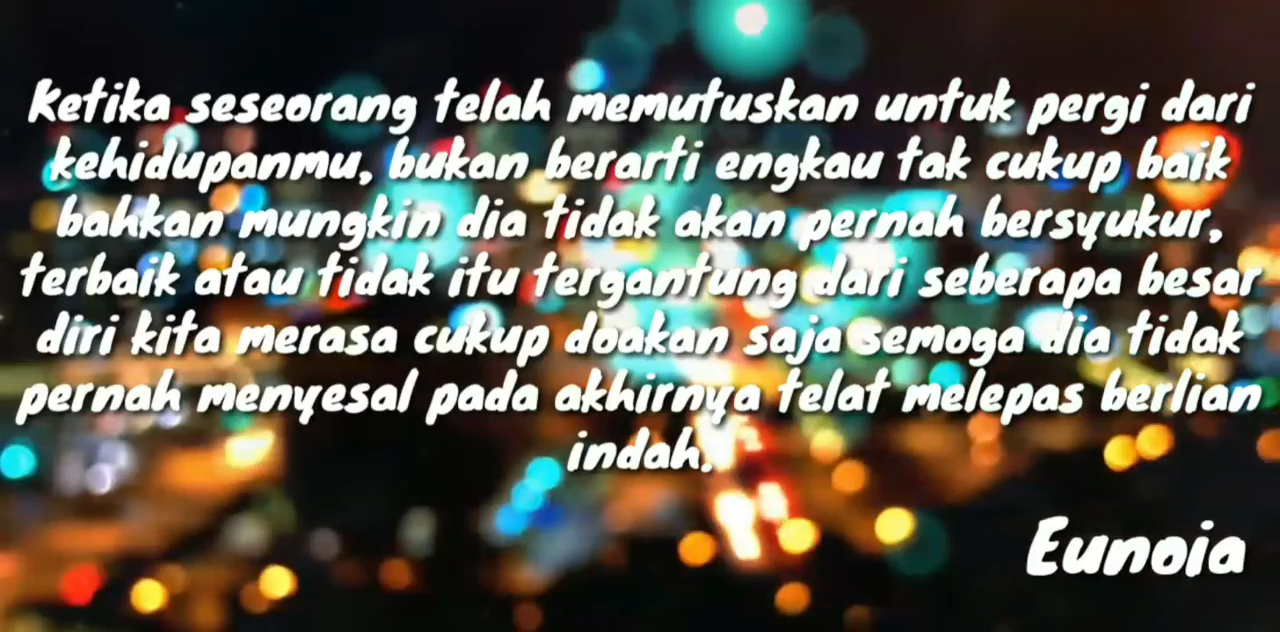 Ketika seseorang telah memutuskan untuk pergi dari
kehidupanmu, bukan berarti engkau tak cukup baik
bahkan mungkin dia tidak akan pernah bersyukur,
terbaik atau tidak itu tergantung dari seberapa besar
diri kita merasa cukup doakan saja semoga dia tidak
pernah menyesal pada akhirnya telat melepas berlian
indah.
Eunoia